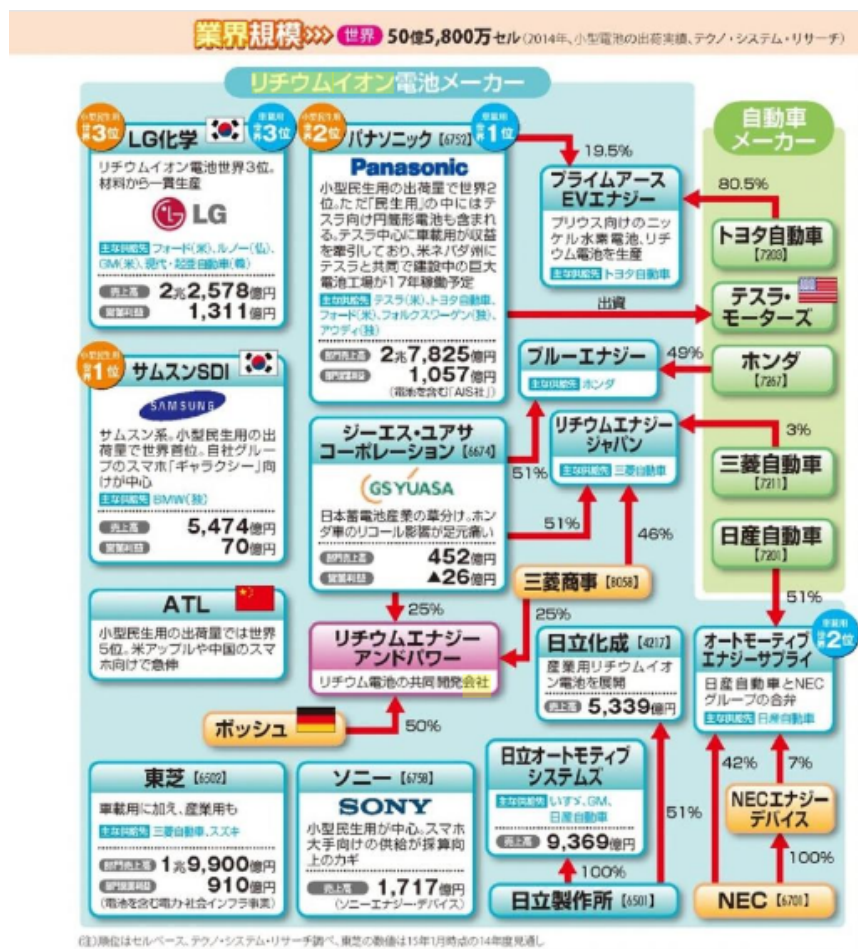 業界規模>>> 世界 50億5,800万セル(2014年、小型電池の出荷実績、テクノ・システム・リサーチ)
リチウムイオン電池メーカー
小型民生用 世界3位
LG化学
車載用 世界3位
リチウムイオン電池世界3位。
材料から一貫生産
LG
主な供給先 フォード(米)、ルノー(仏)、
GM(米)、現代・起亜自動車(韓)
売上高 2兆2,578億円
営業利益 1,311億円
小型民生用 世界2位
パナソニック【6752】
車載用 世界1位
Panasonic
小型民生用の出荷量で世界2
位。ただ「民生用」の中にはテ
スラ向け円筒形電池も含まれ
る。テスラ中心に車載用が収益
を牽引しており、米ネバダ州に
テスラと共同で建設中の巨大
電池工場が17年稼働予定
主な供給先 テスラ(米)、トヨタ自動車、
フォード(米)、フォルクスワーゲン(独)、
アウディ(独)
部門売上高 2兆7,825億円
部門営業利益 1,057億円
(電池を含む「AIS社」)
19.5%
プライムアース
EVエナジー
プリウス向けのニッ
ケル水素電池、リチ
ウム電池を生産
主な供給先 トヨタ自動車
自動車
メーカー
80.5%
トヨタ自動車
【7203】
出資
テスラ・
モーターズ
小型民生用 世界1位
サムスンSDI
SAMSUNG
サムスン系。小型民生用の出
荷量で世界首位。自社グルー
プのスマホ「ギャラクシー」向
けが中心
主な供給先 BMW(独)
売上高 5,474億円
営業利益 70億円
ブルーエナジー
主な供給先 ホンダ
49%
ホンダ
【7267】
ジーエス・ユアサ
コーポレーション【6674】
GSYUASA
日本蓄電池産業の草分け。ホン
ダ車のリコール影響が足元痛い
部門売上高 452億円
営業利益 ▲26億円
51%
リチウムエナジー
ジャパン
主な供給先 三菱自動車
3%
三菱自動車
【7211】
51%
46%
日産自動車
【7201】
三菱商事【8058】
51%
ATL
小型民生用の出荷量では世界
5位。米アップルや中国のスマ
ホ向けで急伸
25%
25%
リチウムエナジー
アンドパワー
リチウム電池の共同開発会社
日立化成【4217】
産業用リチウムイオ
ン電池を展開
売上高 5,339億円
車載用 世界2位
オートモーティブ
エナジーサプライ
日産自動車とNEC
グループの合弁
主な供給先 日産自動車
ボッシュ
50%
東芝【6502】
車載用に加え、産業用も
主な供給先 三菱自動車、スズキ
部門売上高 1兆9,900億円
部門営業利益 910億円
(電池を含む電力・社会インフラ事業)
ソニー【6758】
SONY
小型民生用が中心。スマホ
大手向けの供給が採算向
上のカギ
売上高 1,717億円
(ソニーエナジー・デバイス)
日立オートモティブ
システムズ
主な供給先 いすゞ、GM、
日産自動車
売上高 9,369億円
51%
42%
7%
NECエナジー
デバイス
100%
100%
日立製作所【6501】
NEC【6701】
(注)順位はセルベース、テクノ・システム・リサーチ調べ、東芝の数値は15年1月時点の14年度見通し